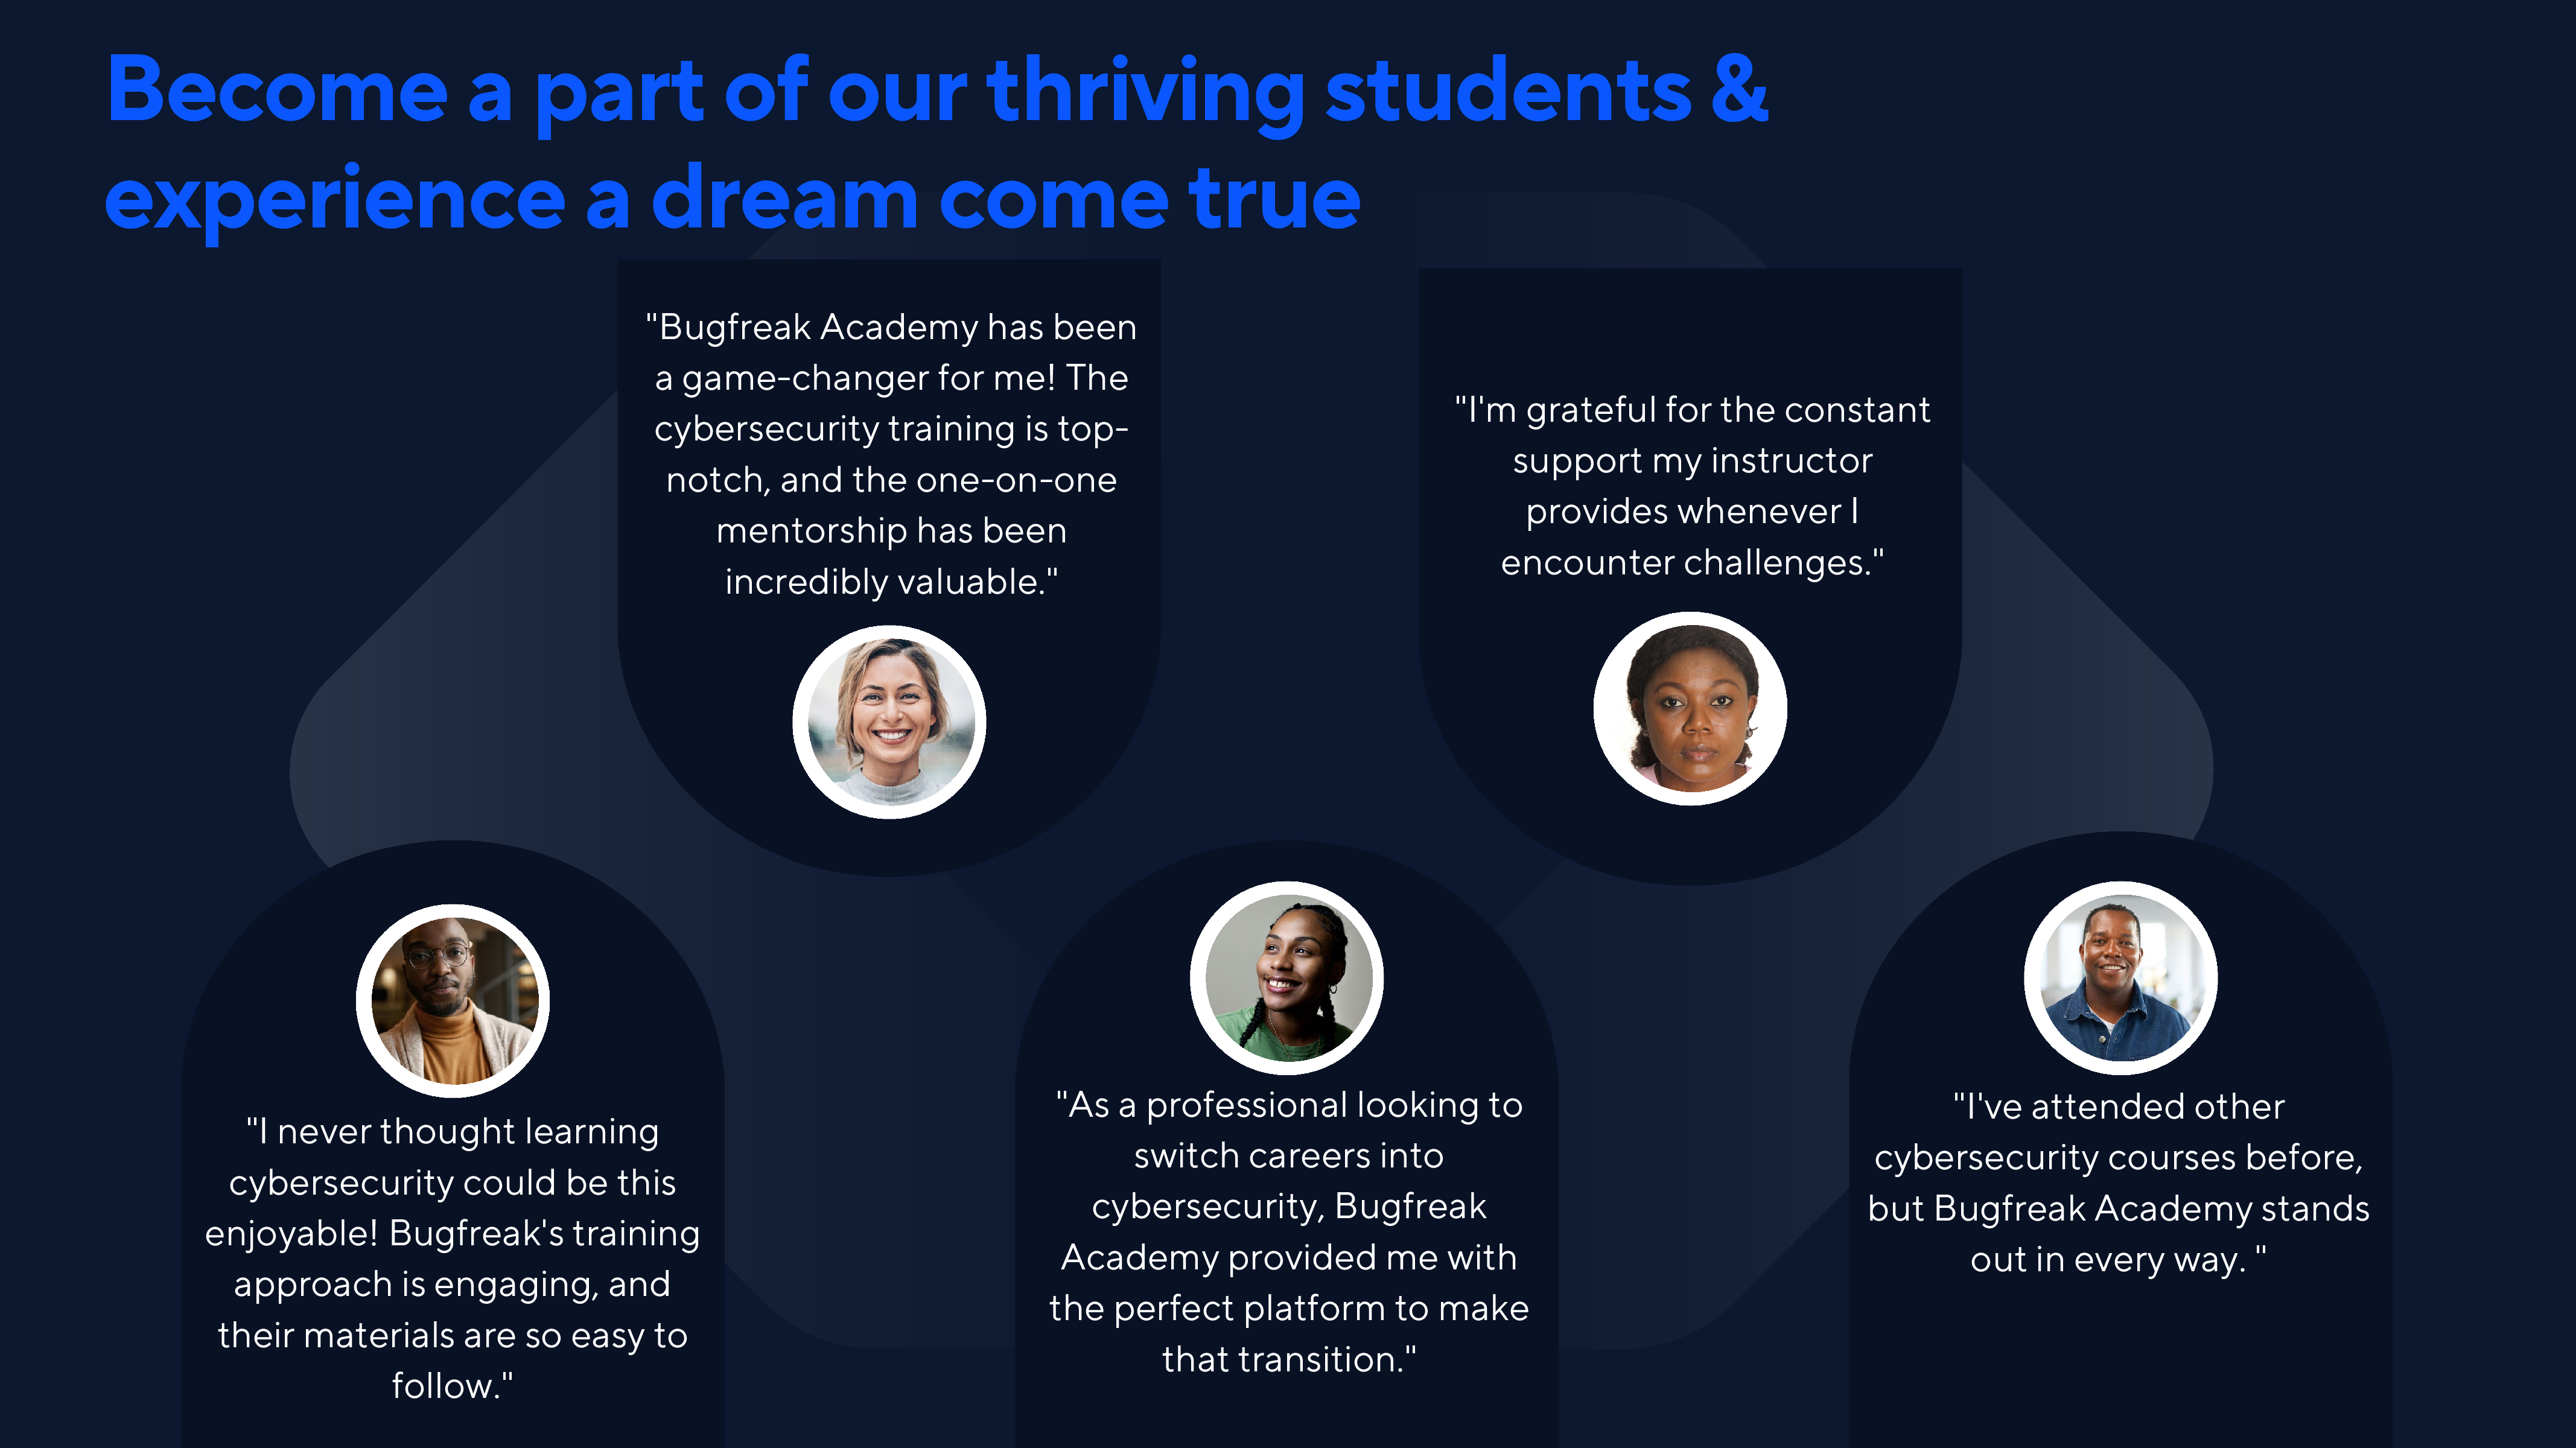 Become a part of our thriving students &
experience a dream come true
"Bugfreak Academy has been
a game-changer for me! The
cybersecurity training is top-
notch, and the one-on-one
mentorship has been
incredibly valuable."
"I'm grateful for the constant
support my instructor
provides whenever I
encounter challenges."
"I never thought learning
cybersecurity could be this
enjoyable! Bugfreak's training
approach is engaging, and
their materials are so easy to
follow."
"As a professional looking to
switch careers into
cybersecurity, Bugfreak
Academy provided me with
the perfect platform to make
that transition."
"I've attended other
cybersecurity courses before,
but Bugfreak Academy stands
out in every way. "